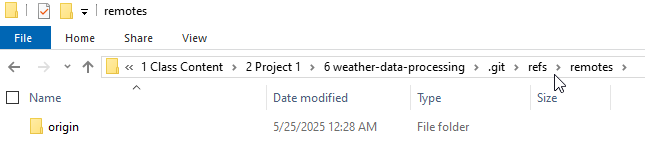 remotes
File Home Share View
« 1 Class Content > 2 Project 1 > 6 weather-data-processing > .git > refs > remotes >
Name Date modified Type Size
origin 5/25/2025 12:28 AM File folder